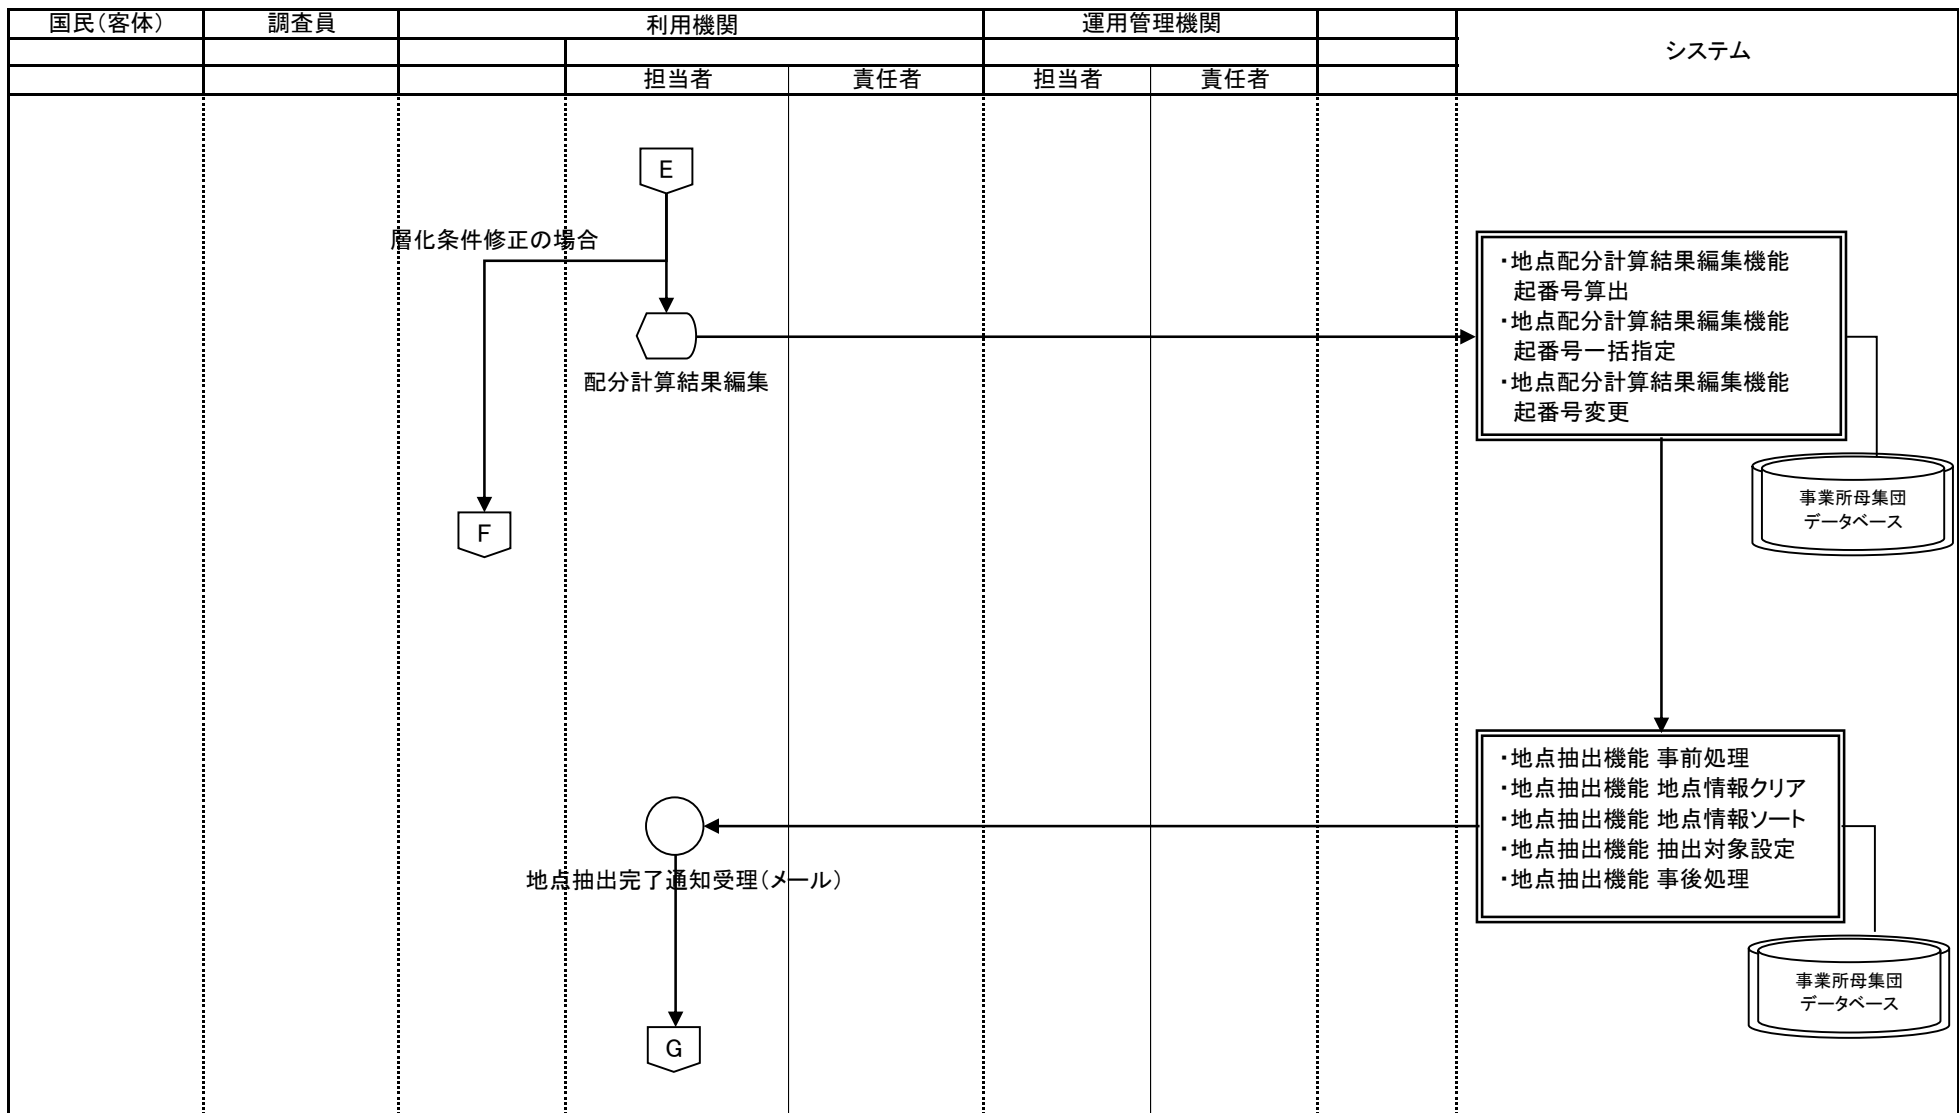 国民（客体）
調査員
利用機関
運用管理機関
システム
担当者
責任者
担当者
責任者
E
層化条件修正の場合
・地点配分計算結果編集機能
起番号算出
・地点配分計算結果編集機能
起番号一括指定
・地点配分計算結果編集機能
起番号変更
配分計算結果編集
事業所母集団
データベース
F
・地点抽出機能 事前処理
・地点抽出機能 地点情報クリア
・地点抽出機能 地点情報ソート
・地点抽出機能 抽出対象設定
・地点抽出機能 事後処理
地点抽出完了通知受理（メール）
事業所母集団
データベース
G